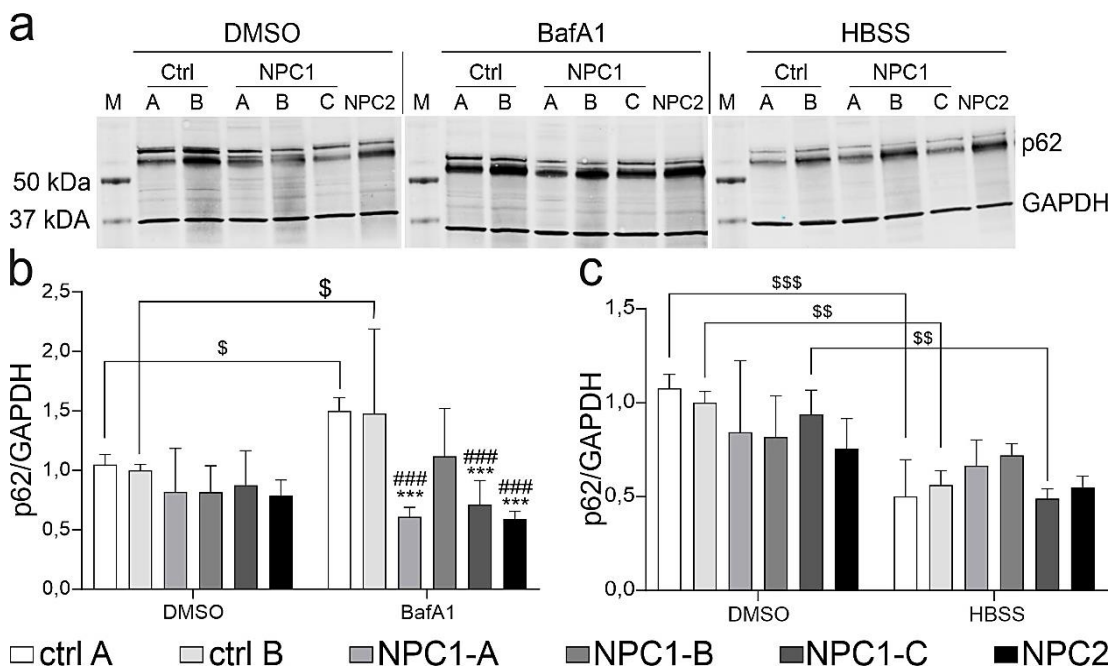 a
DMSO BafA1 HBSS
Ctrl NPC1 Ctrl NPC1 Ctrl NPC1
M A B A B C NPC2 A B A B C NPC2 M A B A B C NPC2
p62
50 kDa
GAPDH
37 kDA
b
p62/GAPDH
2,5
2,0
1,5
1,0
0,5
0,0
$
$
###
***
###
***
###
***
DMSO BafA1
c
p62/GAPDH
1,5
1,0
0,5
0,0
$$$
$$
$$
DMSO HBSS
ctrl A ctrl B NPC1-A NPC1-B NPC1-C NPC2